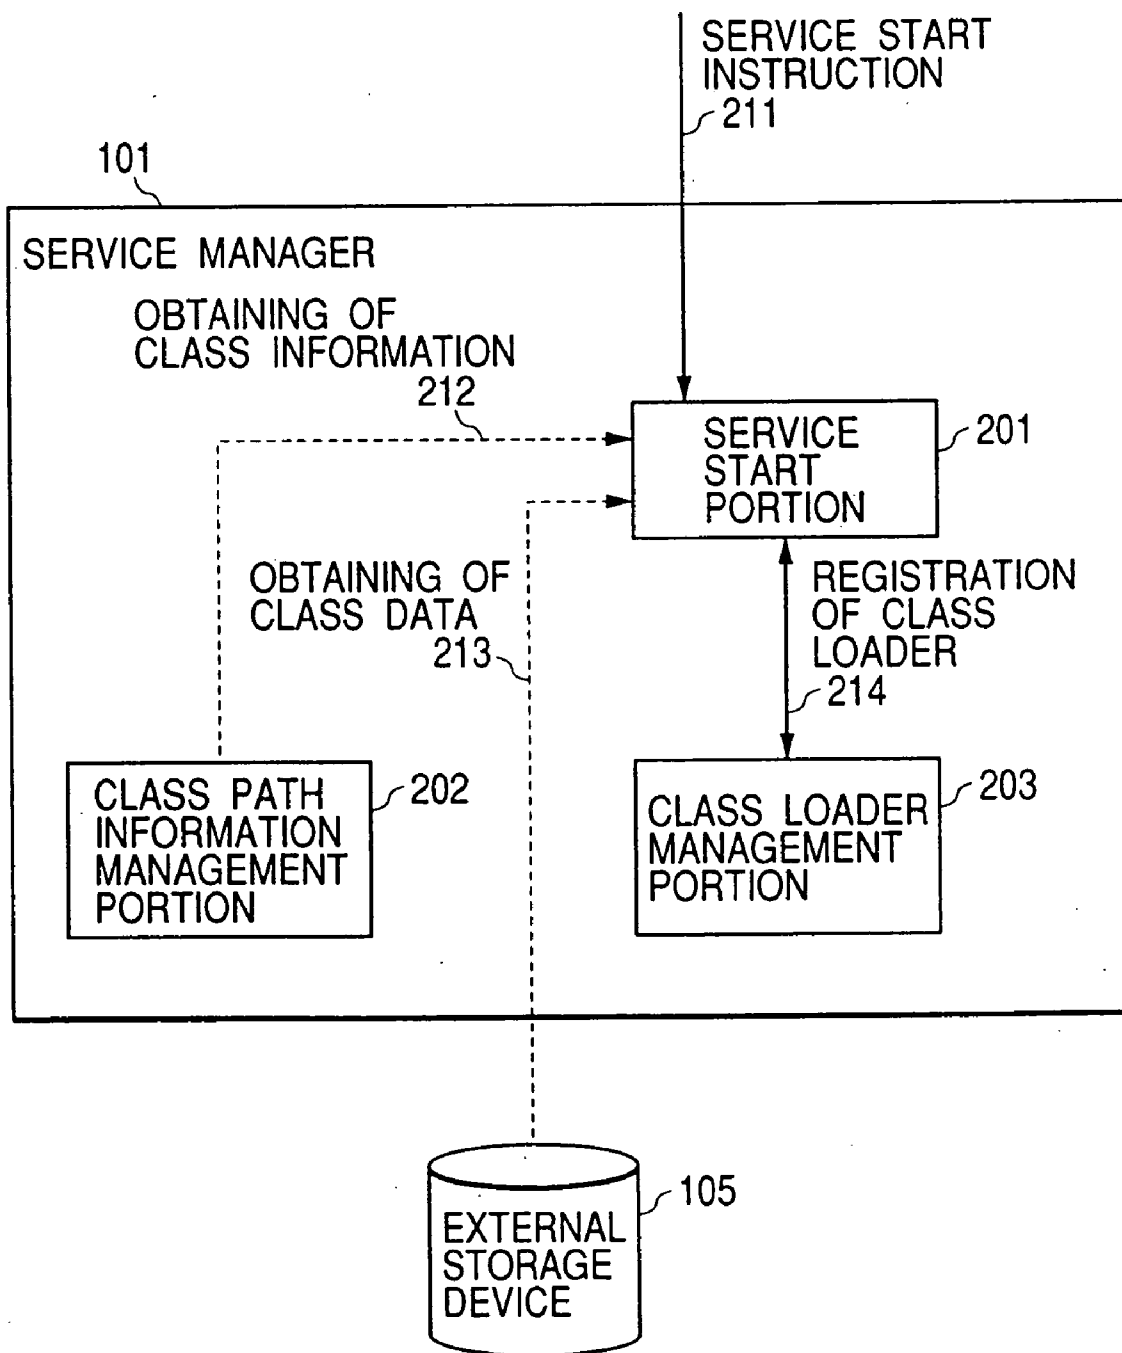 SERVICE START
INSTRUCTION
211
101
SERVICE MANAGER
OBTAINING OF
CLASS INFORMATION
212
SERVICE
START
PORTION
201
OBTAINING OF
CLASS DATA
213
REGISTRATION
OF CLASS
LOADER
214
CLASS PATH
INFORMATION
MANAGEMENT
PORTION
202
CLASS LOADER
MANAGEMENT
PORTION
203
EXTERNAL
STORAGE
DEVICE
105